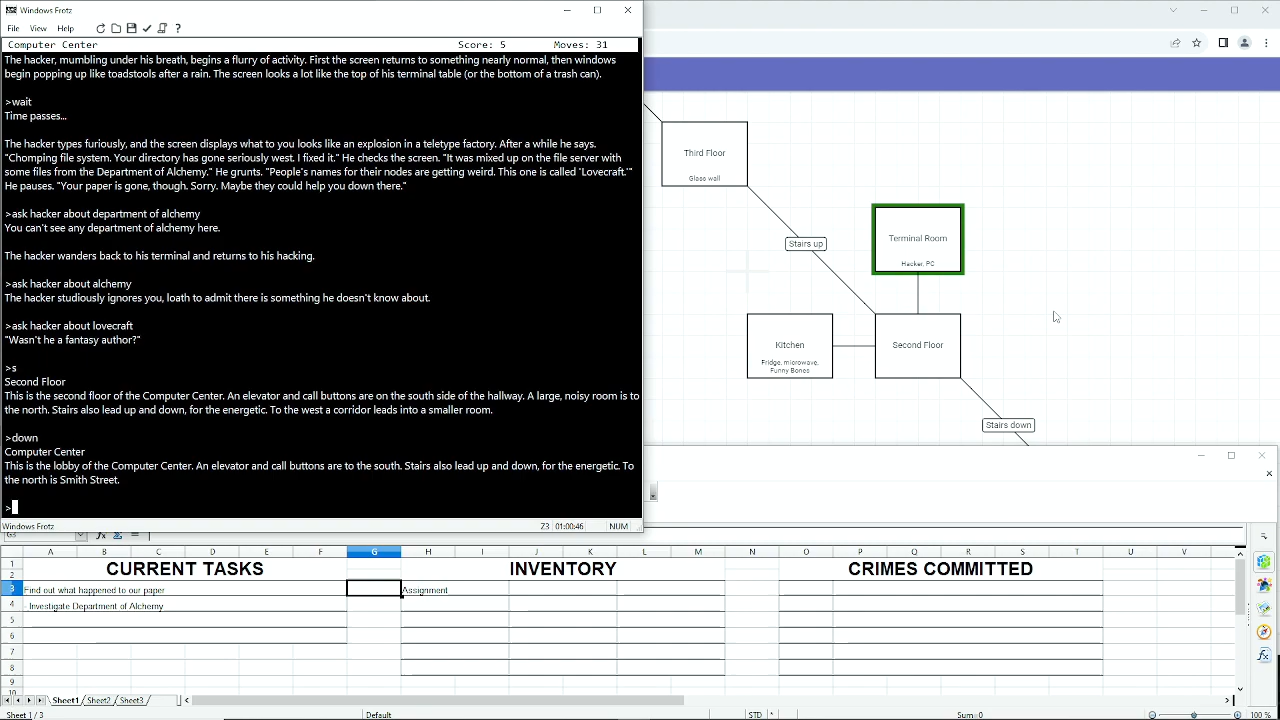 Windows Frotz
File View Help
Computer Center Score: 5 Moves: 31
The hacker, mumbling under his breath, begins a flurry of activity. First the screen returns to something nearly normal, then windows
begin popping up like toadstools after a rain. The screen looks a lot like the top of his terminal table (or the bottom of a trash can).
>wait
Time passes...
The hacker types furiously, and the screen displays what to you looks like an explosion in a teletype factory. After a while he says.
"Chomping file system. Your directory has gone seriously west. I fixed it." He checks the screen. "It was mixed up on the file server with
some files from the Department of Alchemy." He grunts. "People's names for their nodes are getting weird. This one is called 'Lovecraft.'"
He pauses. "Your paper is gone, though. Sorry. Maybe they could help you down there."
>ask hacker about department of alchemy
You can't see any department of alchemy here.
The hacker wanders back to his terminal and returns to his hacking.
>ask hacker about alchemy
The hacker studiously ignores you, loath to admit there is something he doesn't know about.
>ask hacker about lovecraft
"Wasn't he a fantasy author?"
>s
Second Floor
This is the second floor of the Computer Center. An elevator and call buttons are on the south side of the hallway. A large, noisy room is to
the north. Stairs also lead up and down, for the energetic. To the west a corridor leads into a smaller room.
>down
Computer Center
This is the lobby of the Computer Center. An elevator and call buttons are to the south. Stairs also lead up and down, for the energetic. To
the north is Smith Street.
>
Windows Frotz Z3 01:00:46 NUM
Third Floor
Glass wall
Stairs up
Terminal Room
Hacker, PC
Kitchen
Fridge, microwave,
Funny Bones
Second Floor
Stairs down
G3
A B C D E F G H I J K L M N O P Q R S T U V
1 CURRENT TASKS INVENTORY CRIMES COMMITTED
2
3 Find out what happened to our paper Assignment
4 - Investigate Department of Alchemy
5
6
7
8
9
10
Sheet1 Sheet2 Sheet3
Sheet 1 / 3 Default STD * Sum=0 100 %